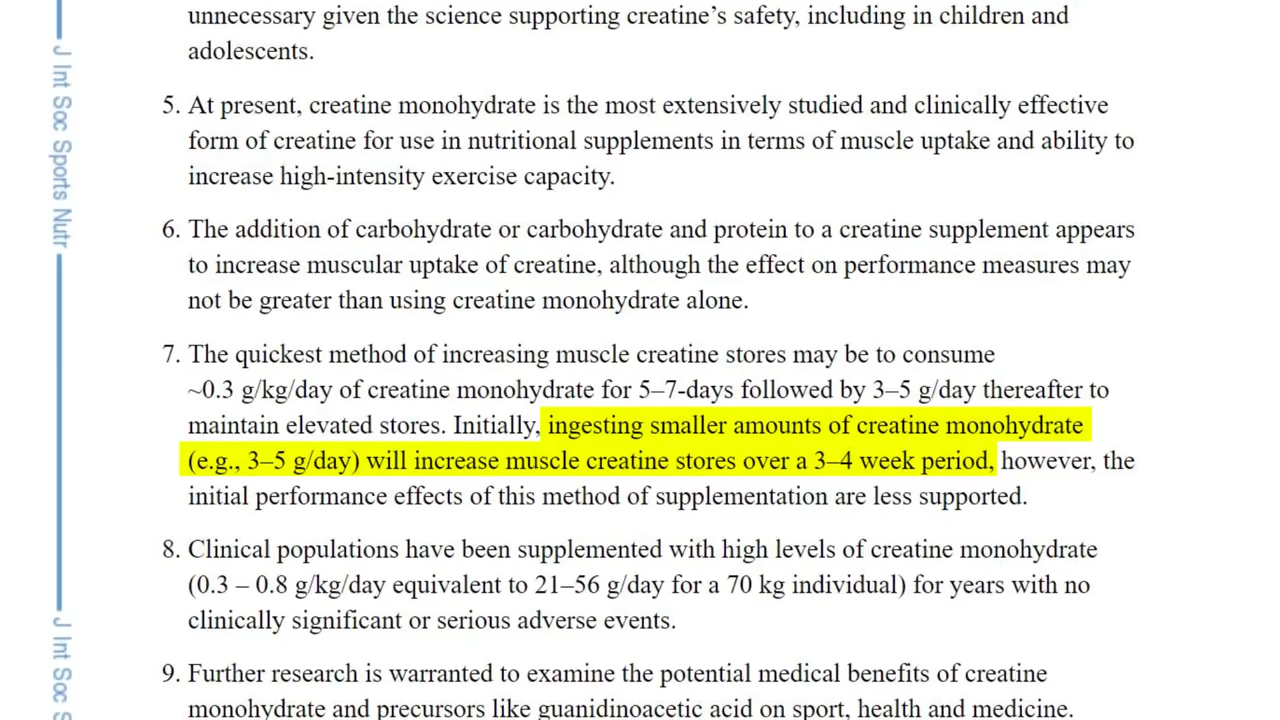 unnecessary given the science supporting creatine’s safety, including in children and
adolescents.
5. At present, creatine monohydrate is the most extensively studied and clinically effective
form of creatine for use in nutritional supplements in terms of muscle uptake and ability to
increase high-intensity exercise capacity.
6. The addition of carbohydrate or carbohydrate and protein to a creatine supplement appears
to increase muscular uptake of creatine, although the effect on performance measures may
not be greater than using creatine monohydrate alone.
7. The quickest method of increasing muscle creatine stores may be to consume
~0.3 g/kg/day of creatine monohydrate for 5–7-days followed by 3–5 g/day thereafter to
maintain elevated stores. Initially, ingesting smaller amounts of creatine monohydrate
(e.g., 3–5 g/day) will increase muscle creatine stores over a 3–4 week period, however, the
initial performance effects of this method of supplementation are less supported.
8. Clinical populations have been supplemented with high levels of creatine monohydrate
(0.3 – 0.8 g/kg/day equivalent to 21–56 g/day for a 70 kg individual) for years with no
clinically significant or serious adverse events.
9. Further research is warranted to examine the potential medical benefits of creatine
monohydrate and precursors like guanidinoacetic acid on sport, health and medicine.
J Int Soc Sports Nutr
J Int Soc S